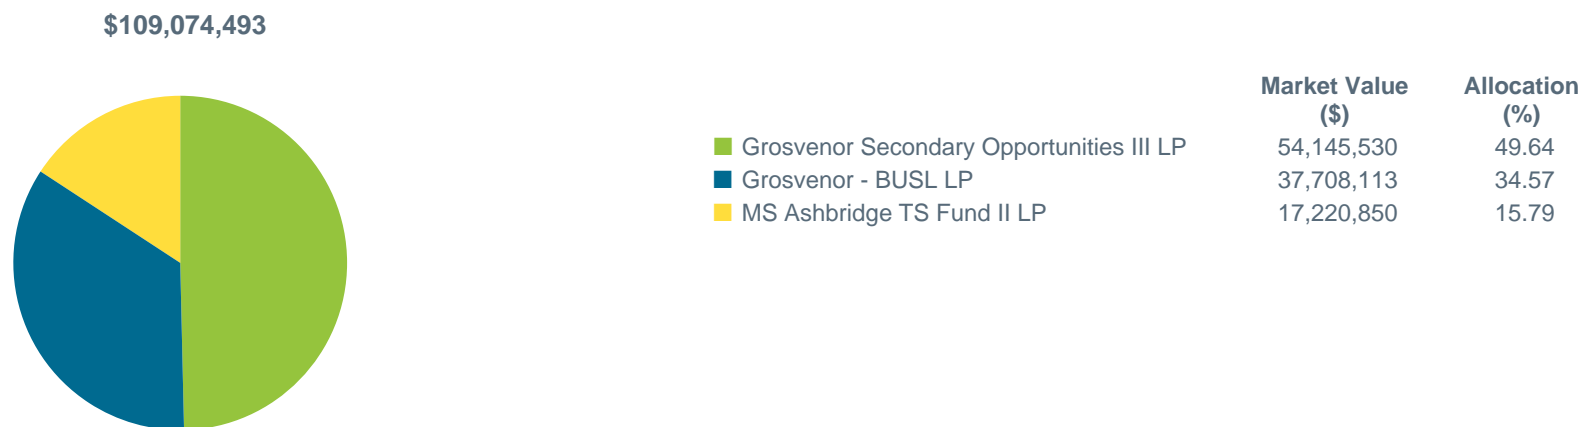 $109,074,493
Market Value Allocation
($) (%)
Grosvenor Secondary Opportunities III LP 54,145,530 49.64
Grosvenor - BUSL LP 37,708,113 34.57
MS Ashbridge TS Fund II LP 17,220,850 15.79